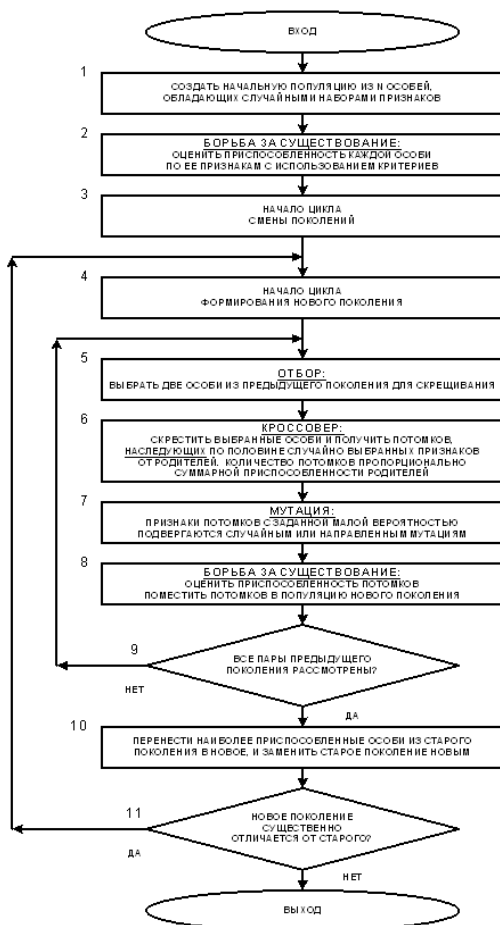 ВХОД
1
СОЗДАТЬ НАЧАЛЬНУЮ ПОПУЛЯЦИЮ ИЗ N ОСОБЕЙ,
ОБЛАДАЮЩИХ СЛУЧАЙНЫМИ НАБОРАМИ ПРИЗНАКОВ
2
БОРЬБА ЗА СУЩЕСТВОВАНИЕ:
ОЦЕНИТЬ ПРИСПОСОБЛЕННОСТЬ КАЖДОЙ ОСОБИ
ПО ЕЕ ПРИЗНАКАМ С ИСПОЛЬЗОВАНИЕМ КРИТЕРИЕВ
3
НАЧАЛО ЦИКЛА
СМЕНЫ ПОКОЛЕНИЙ
4
НАЧАЛО ЦИКЛА
ФОРМИРОВАНИЯ НОВОГО ПОКОЛЕНИЯ
5
ОТБОР:
ВЫБРАТЬ ДВЕ ОСОБИ ИЗ ПРЕДЫДУЩЕГО ПОКОЛЕНИЯ ДЛЯ СКРЕЩИВАНИЯ
6
КРОССОВЕР:
СКРЕСТИТЬ ВЫБРАННЫЕ ОСОБИ И ПОЛУЧИТЬ ПОТОМКОВ,
НАСЛЕДУЮЩИХ ПО ПОЛОВИНЕ СЛУЧАЙНО ВЫБРАННЫХ ПРИЗНАКОВ
ОТ РОДИТЕЛЕЙ. КОЛИЧЕСТВО ПОТОМКОВ ПРОПОРЦИОНАЛЬНО
СУММАРНОЙ ПРИСПОСОБЛЕННОСТИ РОДИТЕЛЕЙ
7
МУТАЦИЯ:
ПРИЗНАКИ ПОТОМКОВ С ЗАДАННОЙ МАЛОЙ ВЕРОЯТНОСТЬЮ
ПОДВЕРГАЮТСЯ СЛУЧАЙНЫМ ИЛИ НАПРАВЛЕННЫМ МУТАЦИЯМ
8
БОРЬБА ЗА СУЩЕСТВОВАНИЕ:
ОЦЕНИТЬ ПРИСПОСОБЛЕННОСТЬ ПОТОМКОВ
ПОМЕСТИТЬ ПОТОМКОВ В ПОПУЛЯЦИЮ НОВОГО ПОКОЛЕНИЯ
9
ВСЕ ПАРЫ ПРЕДЫДУЩЕГО
ПОКОЛЕНИЯ РАССМОТРЕНЫ?
НЕТ
ДА
10
ПЕРЕНЕСТИ НАИБОЛЕЕ ПРИСПОСОБЛЕННЫЕ ОСОБИ ИЗ СТАРОГО
ПОКОЛЕНИЯ В НОВОЕ, И ЗАМЕНИТЬ СТАРОЕ ПОКОЛЕНИЕ НОВЫМ
11
НОВОЕ ПОКОЛЕНИЕ
СУЩЕСТВЕННО
ОТЛИЧАЕТСЯ ОТ СТАРОГО?
ДА
НЕТ
ВЫХОД